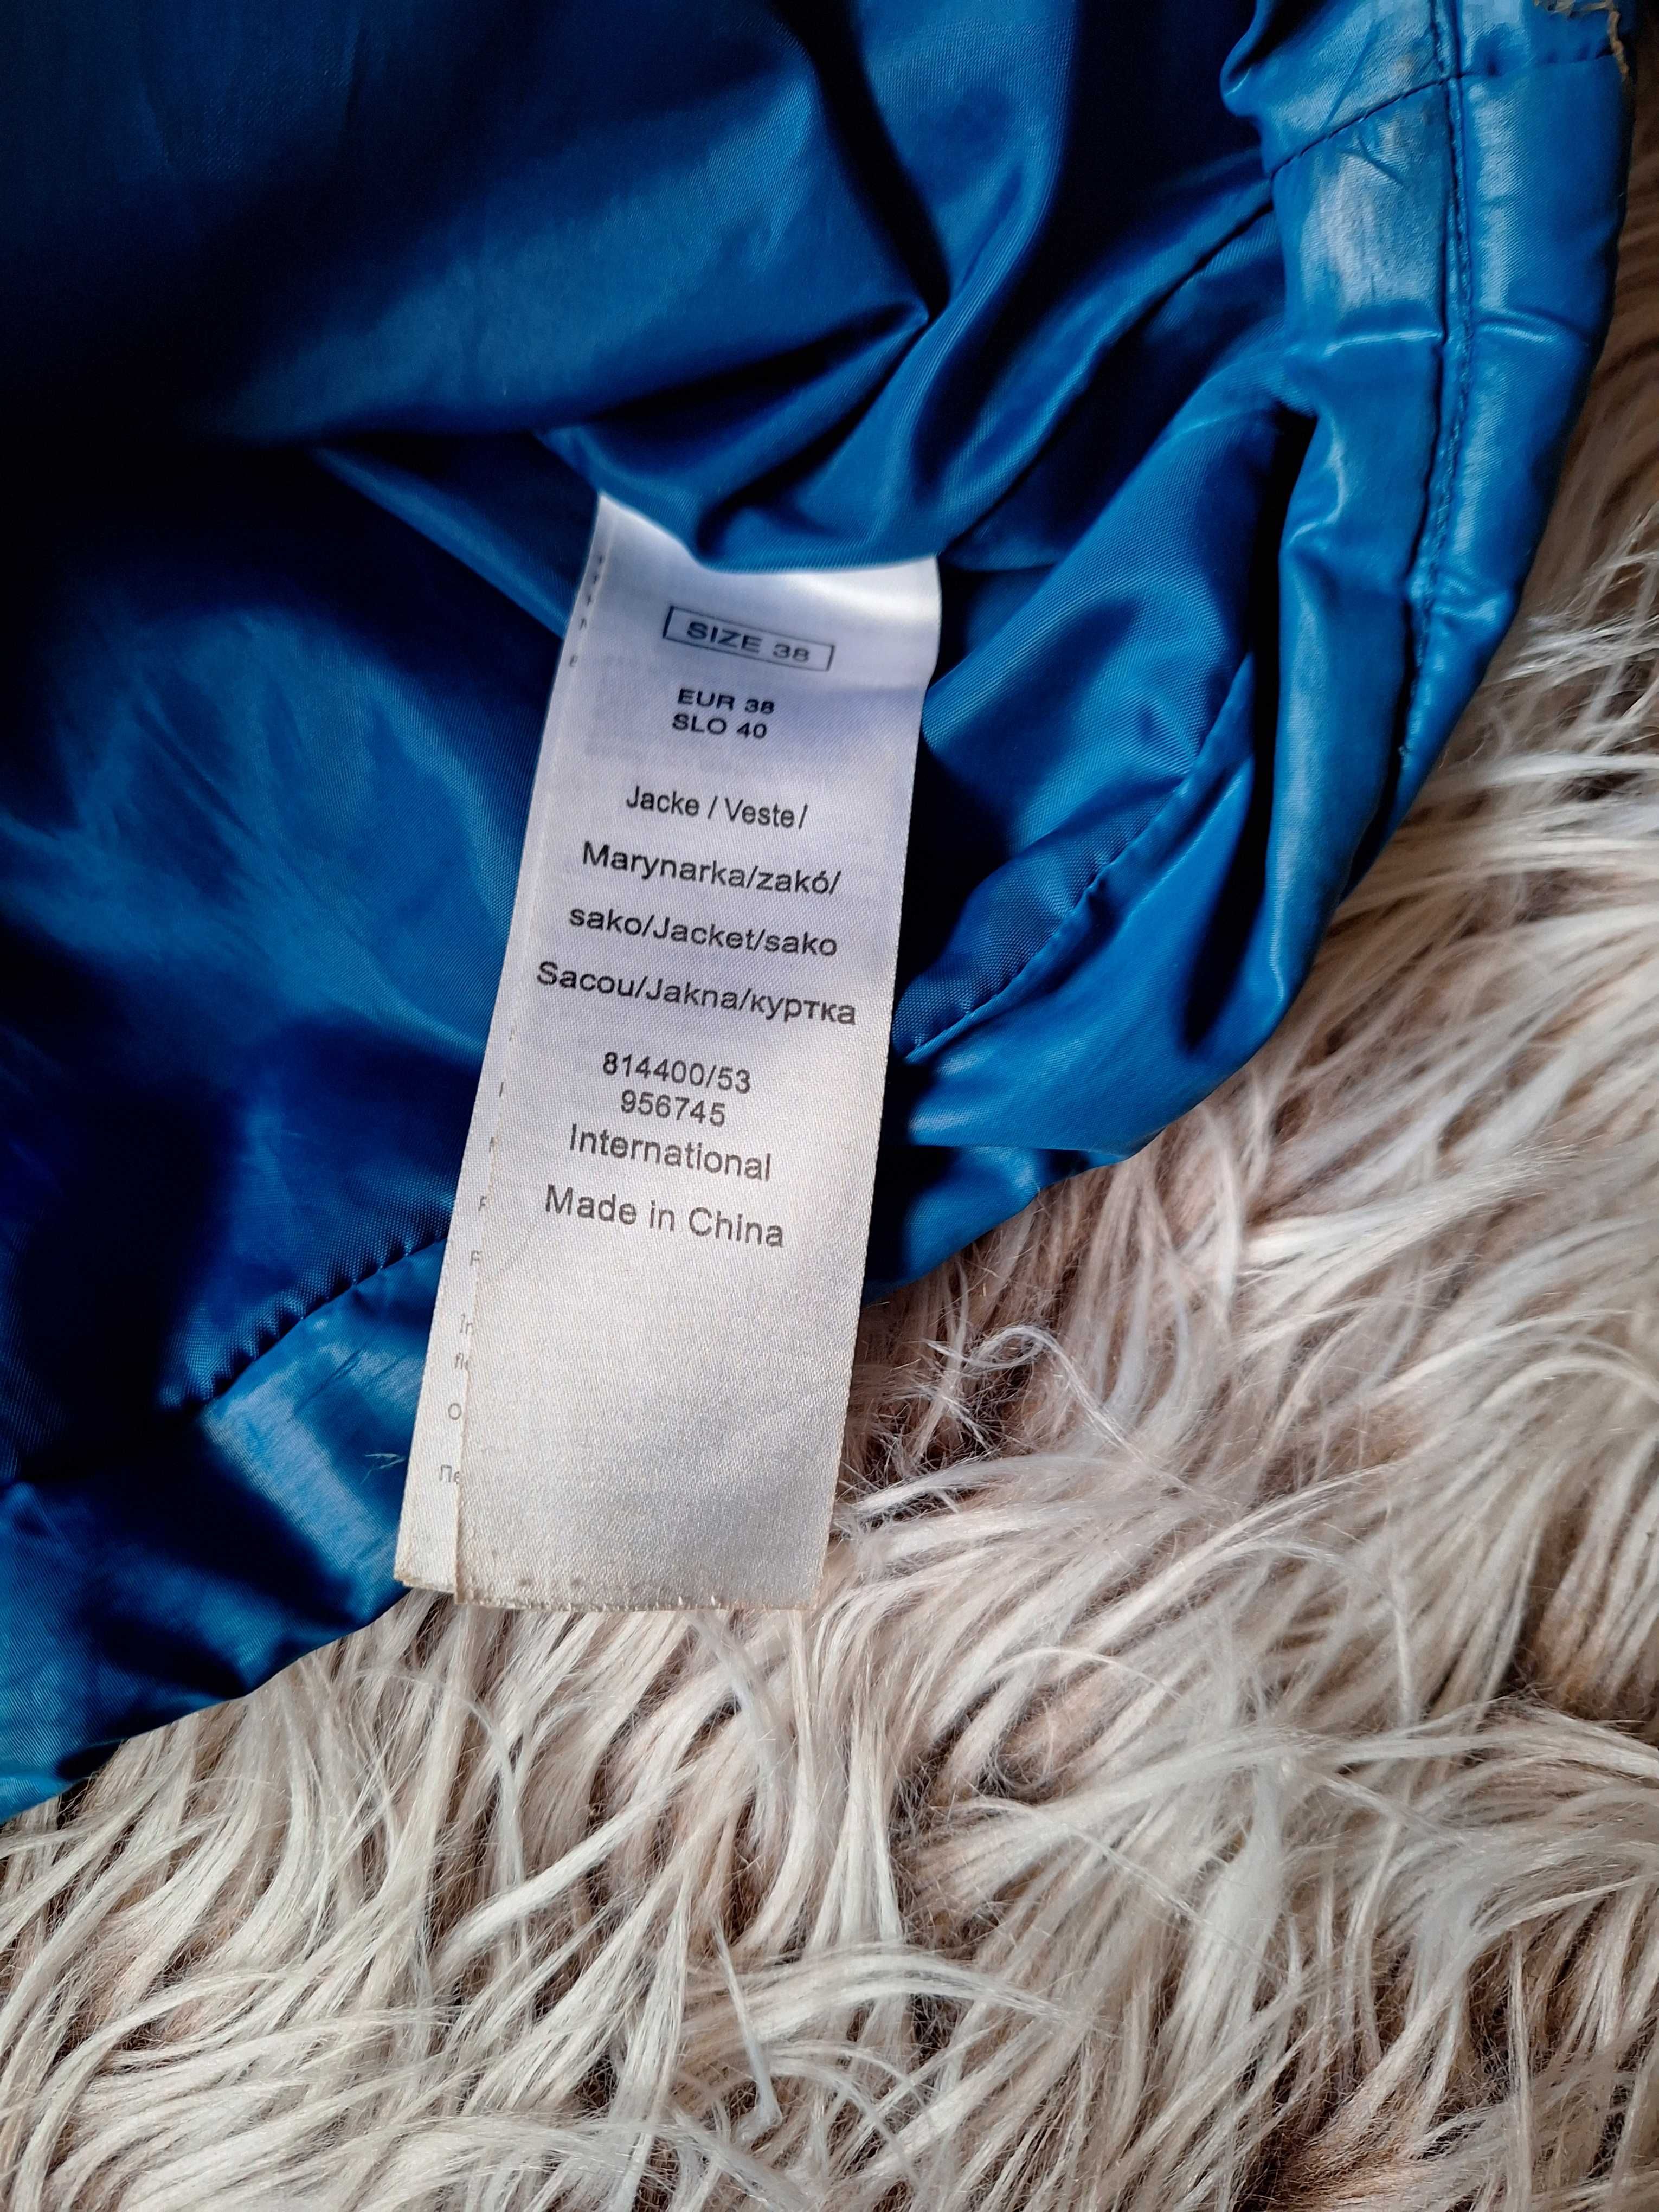 SIZE 38
EUR 38
SLO 40
Jacke / Veste/
Marynarka/zakó/
sako/Jacket/sako
Sacou/Jakna/куртка
814400/53
956745
International
Made in China